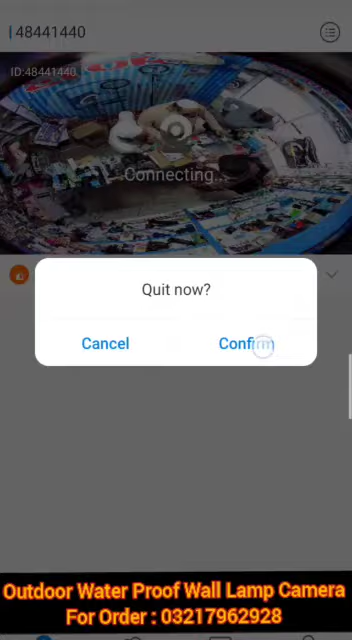 48441440
ID:48441440
Connecting...
Quit now?
Cancel
Confirm
Outdoor Water Proof Wall Lamp Camera
For Order : 03217962928